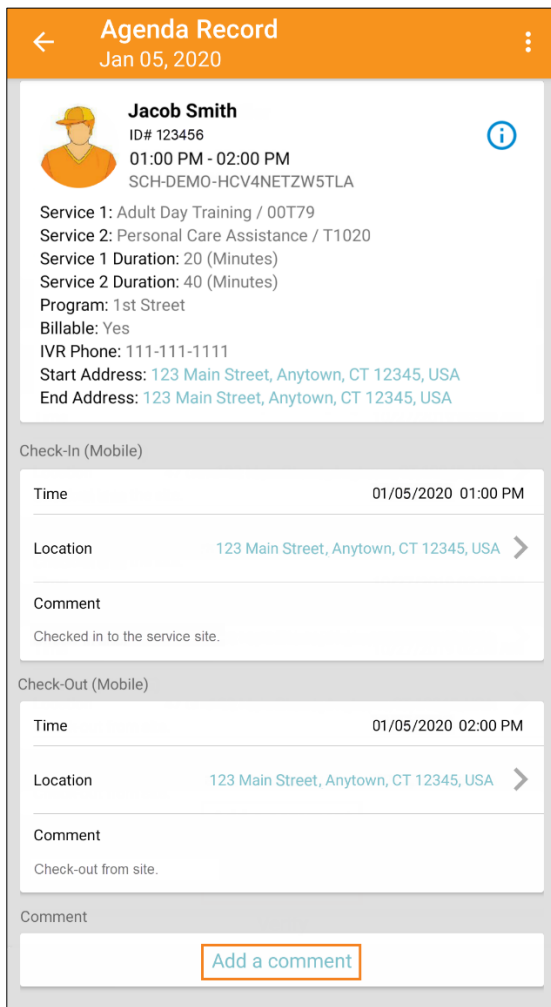 Agenda Record
Jan 05, 2020
Jacob Smith
ID# 123456
01:00 PM - 02:00 PM
SCH-DEMO-HCV4NETZW5TLA
Service 1: Adult Day Training / 00T79
Service 2: Personal Care Assistance / T1020
Service 1 Duration: 20 (Minutes)
Service 2 Duration: 40 (Minutes)
Program: 1st Street
Billable: Yes
IVR Phone: 111-111-1111
Start Address: 123 Main Street, Anytown, CT 12345, USA
End Address: 123 Main Street, Anytown, CT 12345, USA
Check-In (Mobile)
Time 01/05/2020 01:00 PM
Location 123 Main Street, Anytown, CT 12345, USA
Comment
Checked in to the service site.
Check-Out (Mobile)
Time 01/05/2020 02:00 PM
Location 123 Main Street, Anytown, CT 12345, USA
Comment
Check-out from site.
Comment
Add a comment